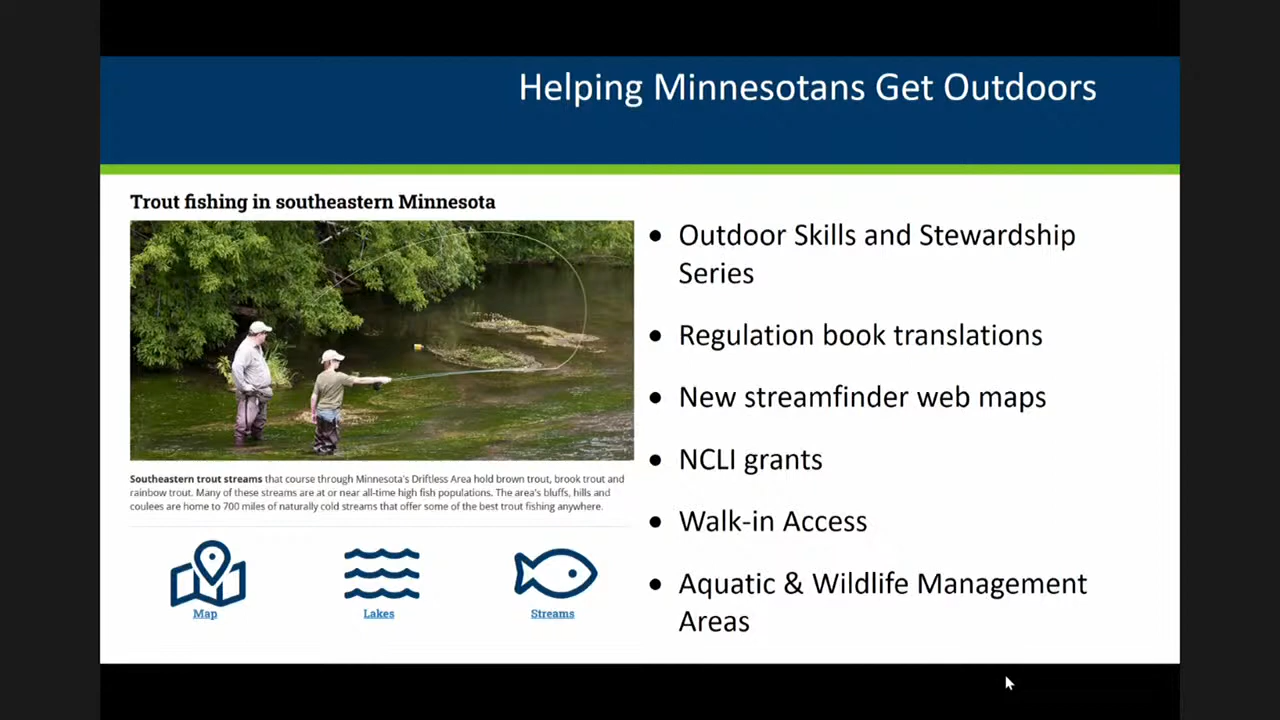 Helping Minnesotans Get Outdoors
Trout fishing in southeastern Minnesota
Southeastern trout streams that course through Minnesota's Driftless Area hold brown trout, brook trout and
rainbow trout. Many of these streams are at or near all-time high fish populations. The area's bluffs, hills and
coulees are home to 700 miles of naturally cold streams that offer some of the best trout fishing anywhere.
Map
Lakes
Streams
• Outdoor Skills and Stewardship
Series
• Regulation book translations
• New streamfinder web maps
• NCLI grants
• Walk-in Access
• Aquatic & Wildlife Management
Areas